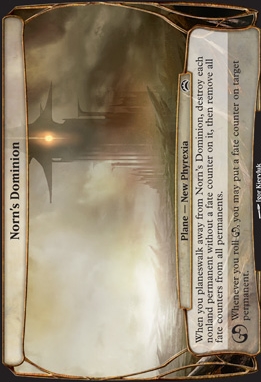 Norn's Dominion
Plane — New Phyrexia
When you planeswalk away from Norn's Dominion, destroy each
nonland permanent without a fate counter on it, then remove all
fate counters from all permanents.
Whenever you roll , you may put a fate counter on target
permanent.
Igor Kieryluk